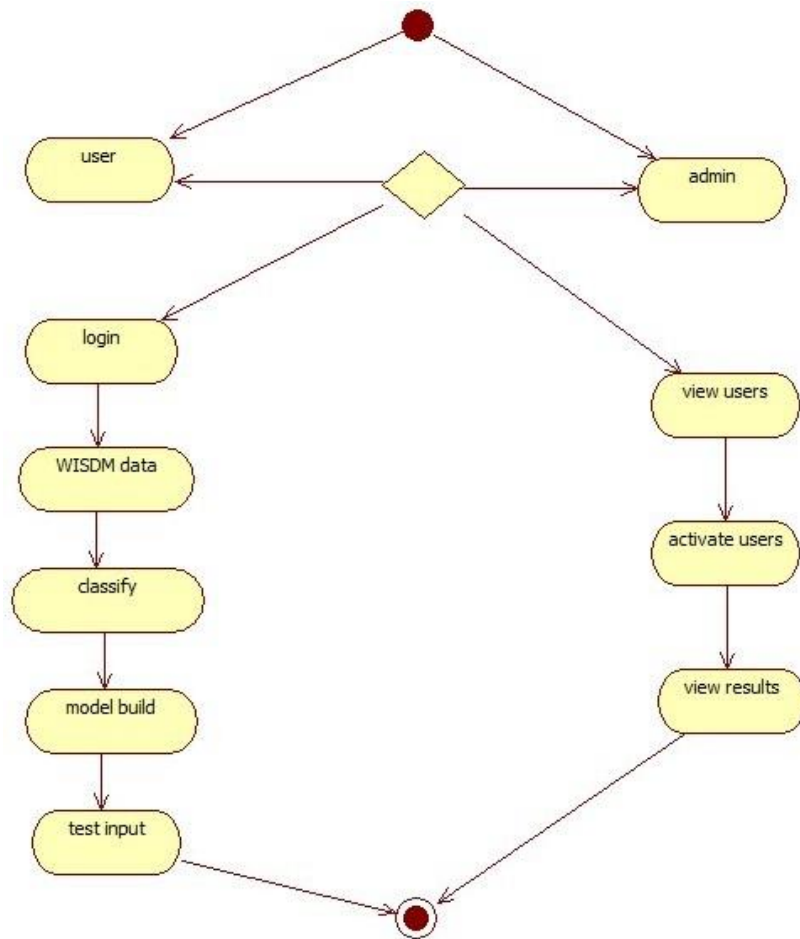 user
admin
login
view users
WISDM data
activate users
classify
view results
model build
test input